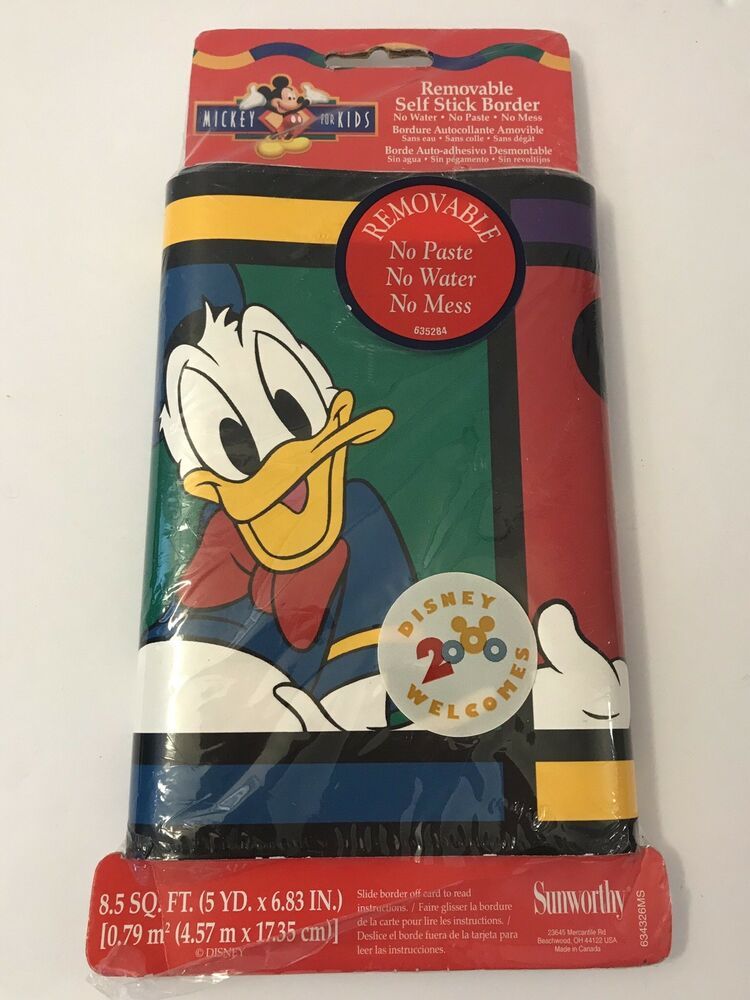 MICKEY FOR KIDS
Removable
Self Stick Border
No Water • No Paste • No Mess
Bordure Autocollante Amovible
Sans eau • Sans colle • Sans dégât
Borde Auto-adhesivo Desmontable
Sin agua • Sin pegamento • Sin revoltijos
REMOVABLE
No Paste
No Water
No Mess
635284
DISNEY
2000
WELCOMES
8.5 SQ. FT. (5 YD. x 6.83 IN.)
[0.79 m² (4.57 m x 17.35 cm)]
© DISNEY
Slide border off card to read
instructions. / Faire glisser la bordure
de la carte pour lire les instructions. /
Deslice el borde fuera de la tarjeta para
leer las instrucciones.
Sunworthy
23645 Mercantile Rd
Beachwood, OH 44122 USA
Made in Canada
634326MS